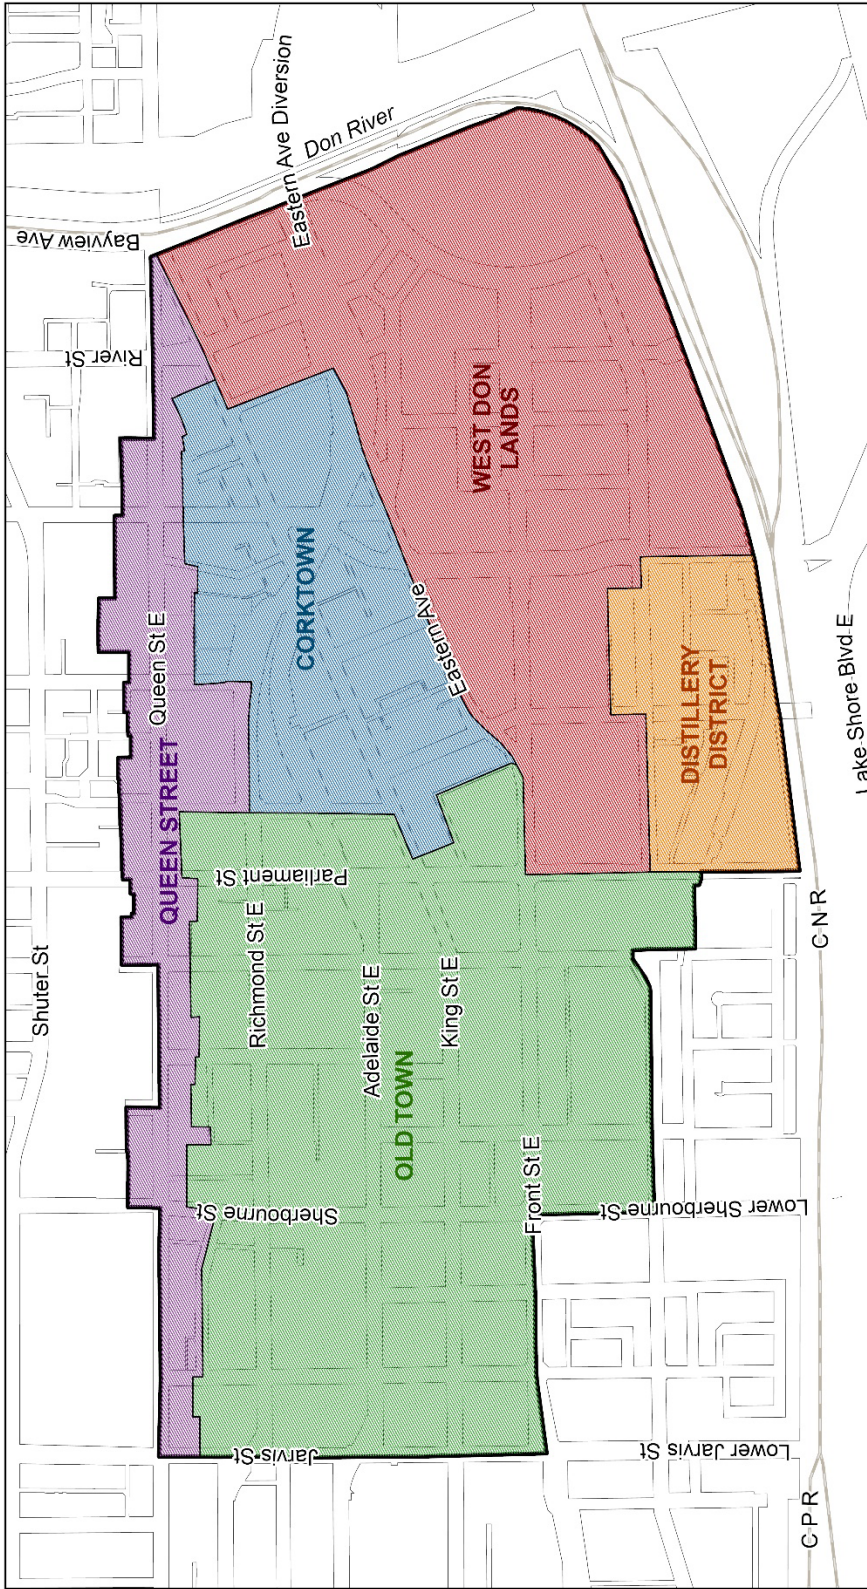 Shuter St
Bayview Ave
River St
Queen St E
QUEEN STREET
Eastern Ave Diversion
Don River
CORKTOWN
Parliament St
Richmond St E
Sherbourne St
Jarvis St
Adelaide St E
OLD TOWN
King St E
Eastern Ave
WEST DON
LANDS
Front St E
DISTILLERY
DISTRICT
Lower Sherbourne St
Lower Jarvis St
C N R
C P R
Lake Shore Blvd E